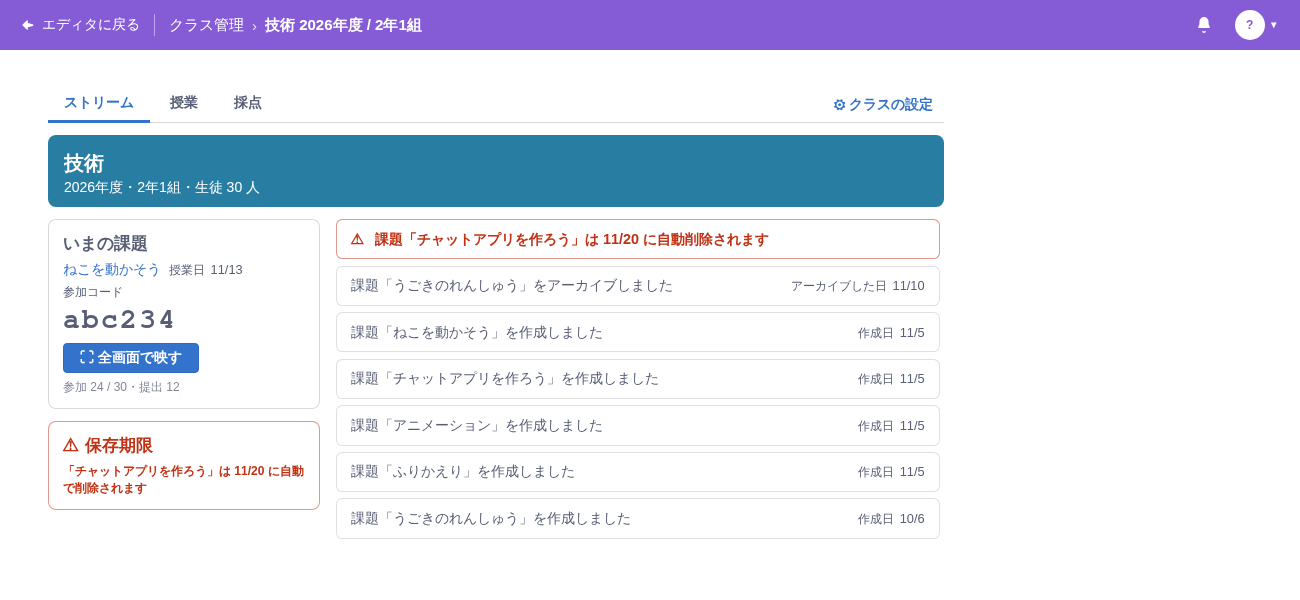 エディタに戻る
クラス管理 › 技術 2026年度 / 2年1組
?
ストリーム 授業 採点
クラスの設定
技術
2026年度・2年1組・生徒 30 人
いまの課題
ねこを動かそう 授業日 11/13
参加コード
abc234
全画面で映す
参加 24 / 30・提出 12
⚠ 保存期限
「チャットアプリを作ろう」は 11/20 に自動
で削除されます
⚠ 課題「チャットアプリを作ろう」は 11/20 に自動削除されます
課題「うごきのれんしゅう」をアーカイブしました アーカイブした日 11/10
課題「ねこを動かそう」を作成しました 作成日 11/5
課題「チャットアプリを作ろう」を作成しました 作成日 11/5
課題「アニメーション」を作成しました 作成日 11/5
課題「ふりかえり」を作成しました 作成日 11/5
課題「うごきのれんしゅう」を作成しました 作成日 10/6